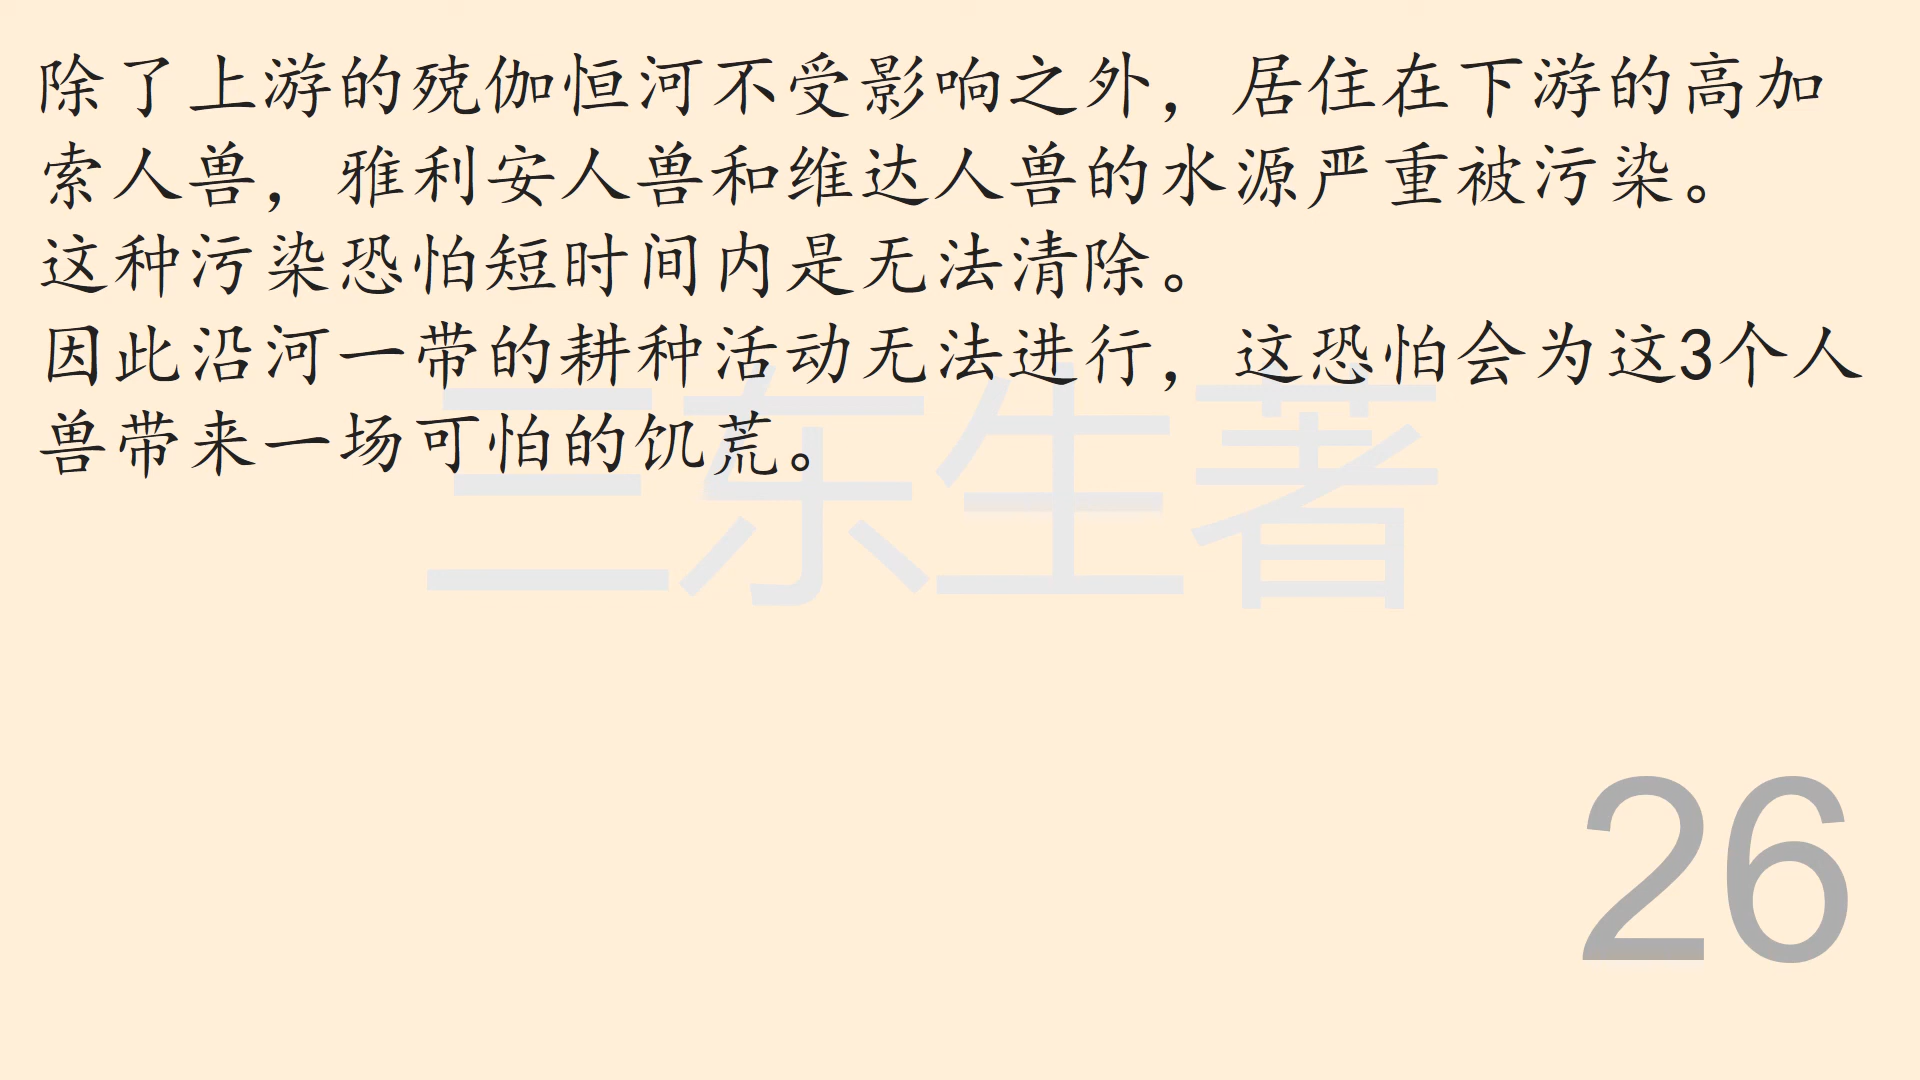 除了上游的殑伽恒河不受影响之外，居住在下游的高加
索人兽，雅利安人兽和维达人兽的水源严重被污染。
这种污染恐怕短时间内是无法清除。
因此沿河一带的耕种活动无法进行，这恐怕会为这3个人
兽带来一场可怕的饥荒。
三东生著
26